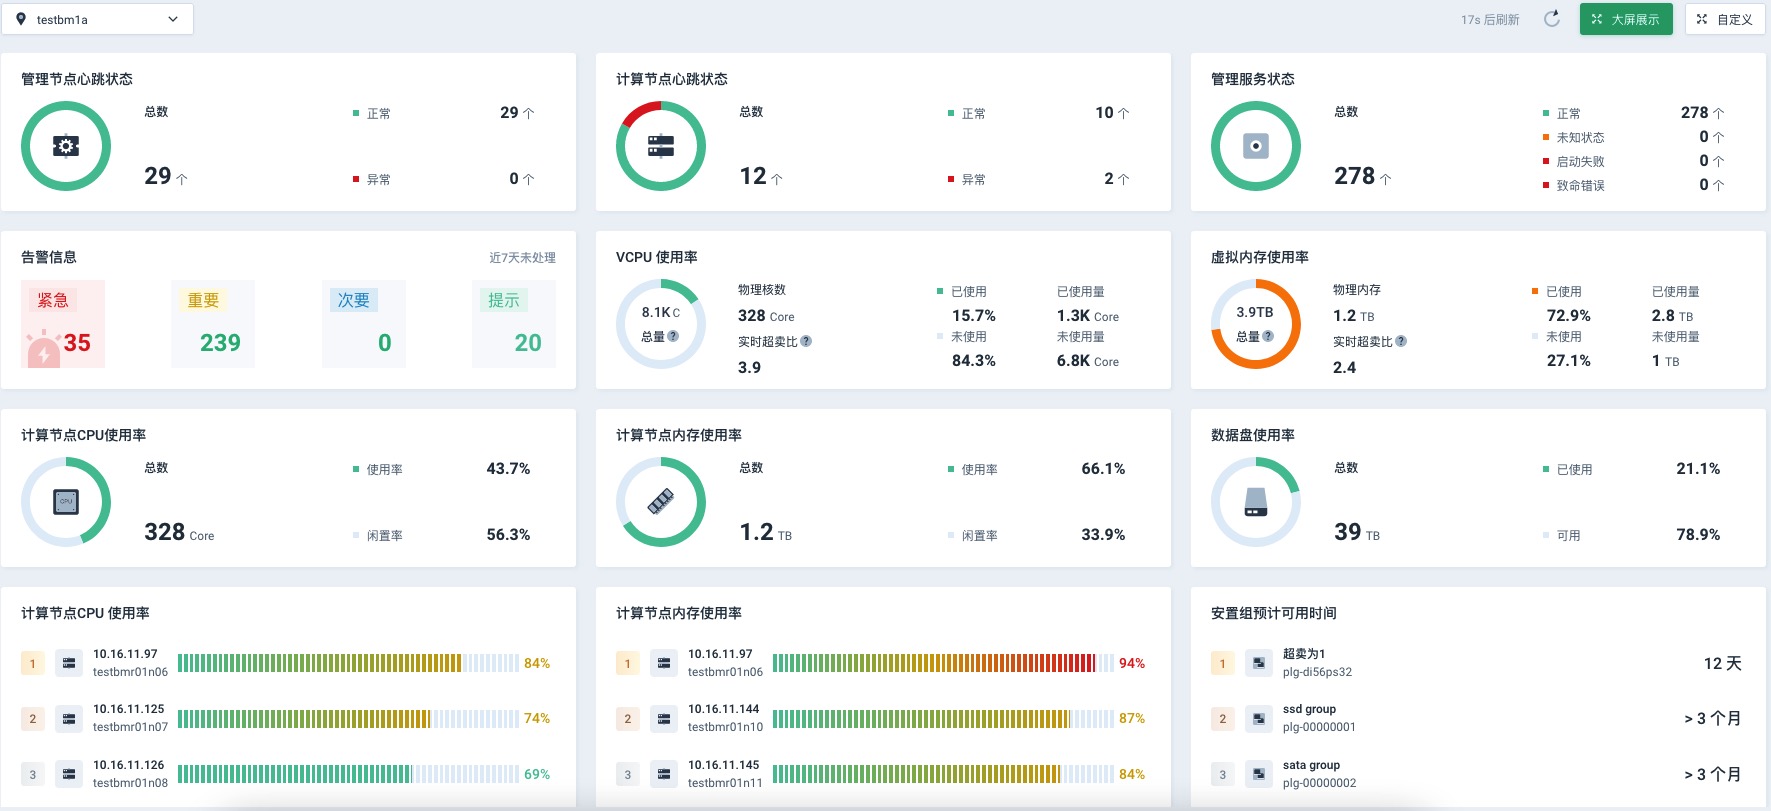 testbm1a
17s 后刷新
大屏展示
自定义
管理节点心跳状态
总数
29 个
正常 29 个
异常 0 个
计算节点心跳状态
总数
12 个
正常 10 个
异常 2 个
管理服务状态
总数
278 个
正常 278 个
未知状态 0 个
启动失败 0 个
致命错误 0 个
告警信息
近7天未处理
紧急
35
重要
239
次要
0
提示
20
VCPU 使用率
8.1K C
总量 ?
物理核数
328 Core
实时超卖比 ?
3.9
已使用
15.7%
未使用
84.3%
已使用量
1.3K Core
未使用量
6.8K Core
虚拟内存使用率
3.9TB
总量 ?
物理内存
1.2 TB
实时超卖比 ?
2.4
已使用
72.9%
未使用
27.1%
已使用量
2.8 TB
未使用量
1 TB
计算节点CPU使用率
CPU
总数
328 Core
使用率 43.7%
闲置率 56.3%
计算节点内存使用率
总数
1.2 TB
使用率 66.1%
闲置率 33.9%
数据盘使用率
总数
39 TB
已使用 21.1%
可用 78.9%
计算节点CPU 使用率
1
10.16.11.97
testbmr01n06
84%
2
10.16.11.125
testbmr01n07
74%
3
10.16.11.126
testbmr01n08
69%
计算节点内存使用率
1
10.16.11.97
testbmr01n06
94%
2
10.16.11.144
testbmr01n10
87%
3
10.16.11.145
testbmr01n11
84%
安置组预计可用时间
1
超卖为1
plg-di56ps32
12 天
2
ssd group
plg-00000001
> 3 个月
3
sata group
plg-00000002
> 3 个月